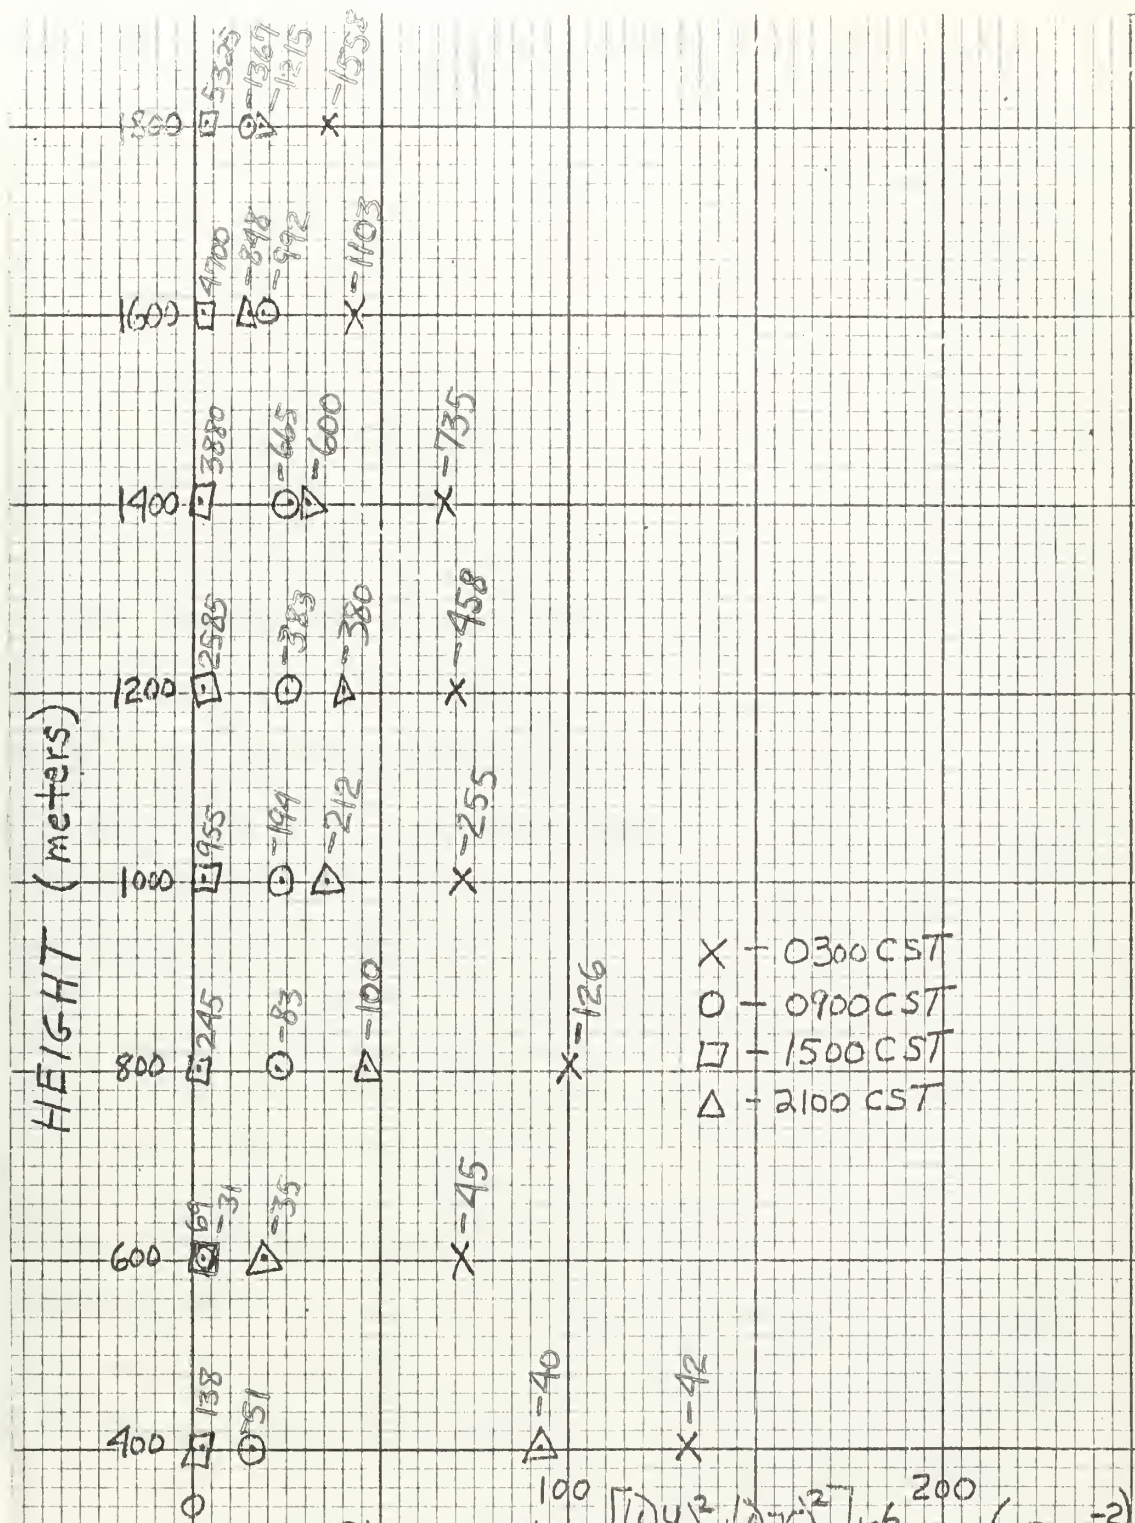 1800 5325 -1369 -1215 -1558
1600 4700 -848 -992 -1103
1400 3880 -665 -600 -735
1200 2585 -383 -380 -458
1000 955 -194 -212 -255
800 245 -83 -100 -126
600 69 -31 -35 -45
400 138 -51 -40 -42
HEIGHT (meters)
X - 0300 CST
O - 0900 CST
□ - 1500 CST
△ - 2100 CST
0 100 200